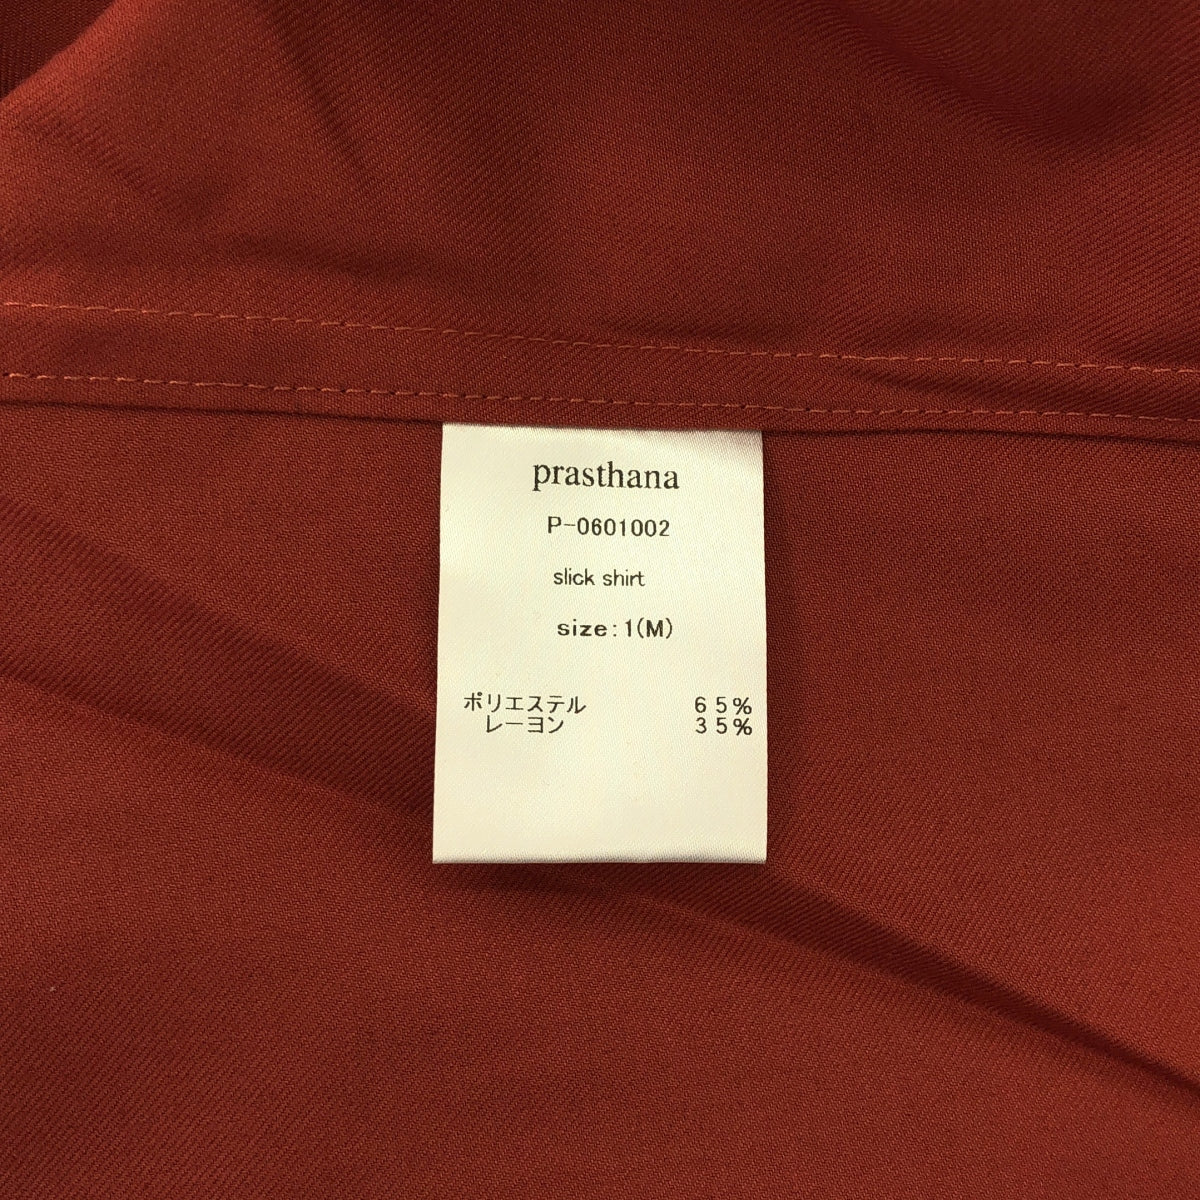 prasthana
P-0601002
slick shirt
size:1(M)
ポリエステル 65%
レーヨン 35%